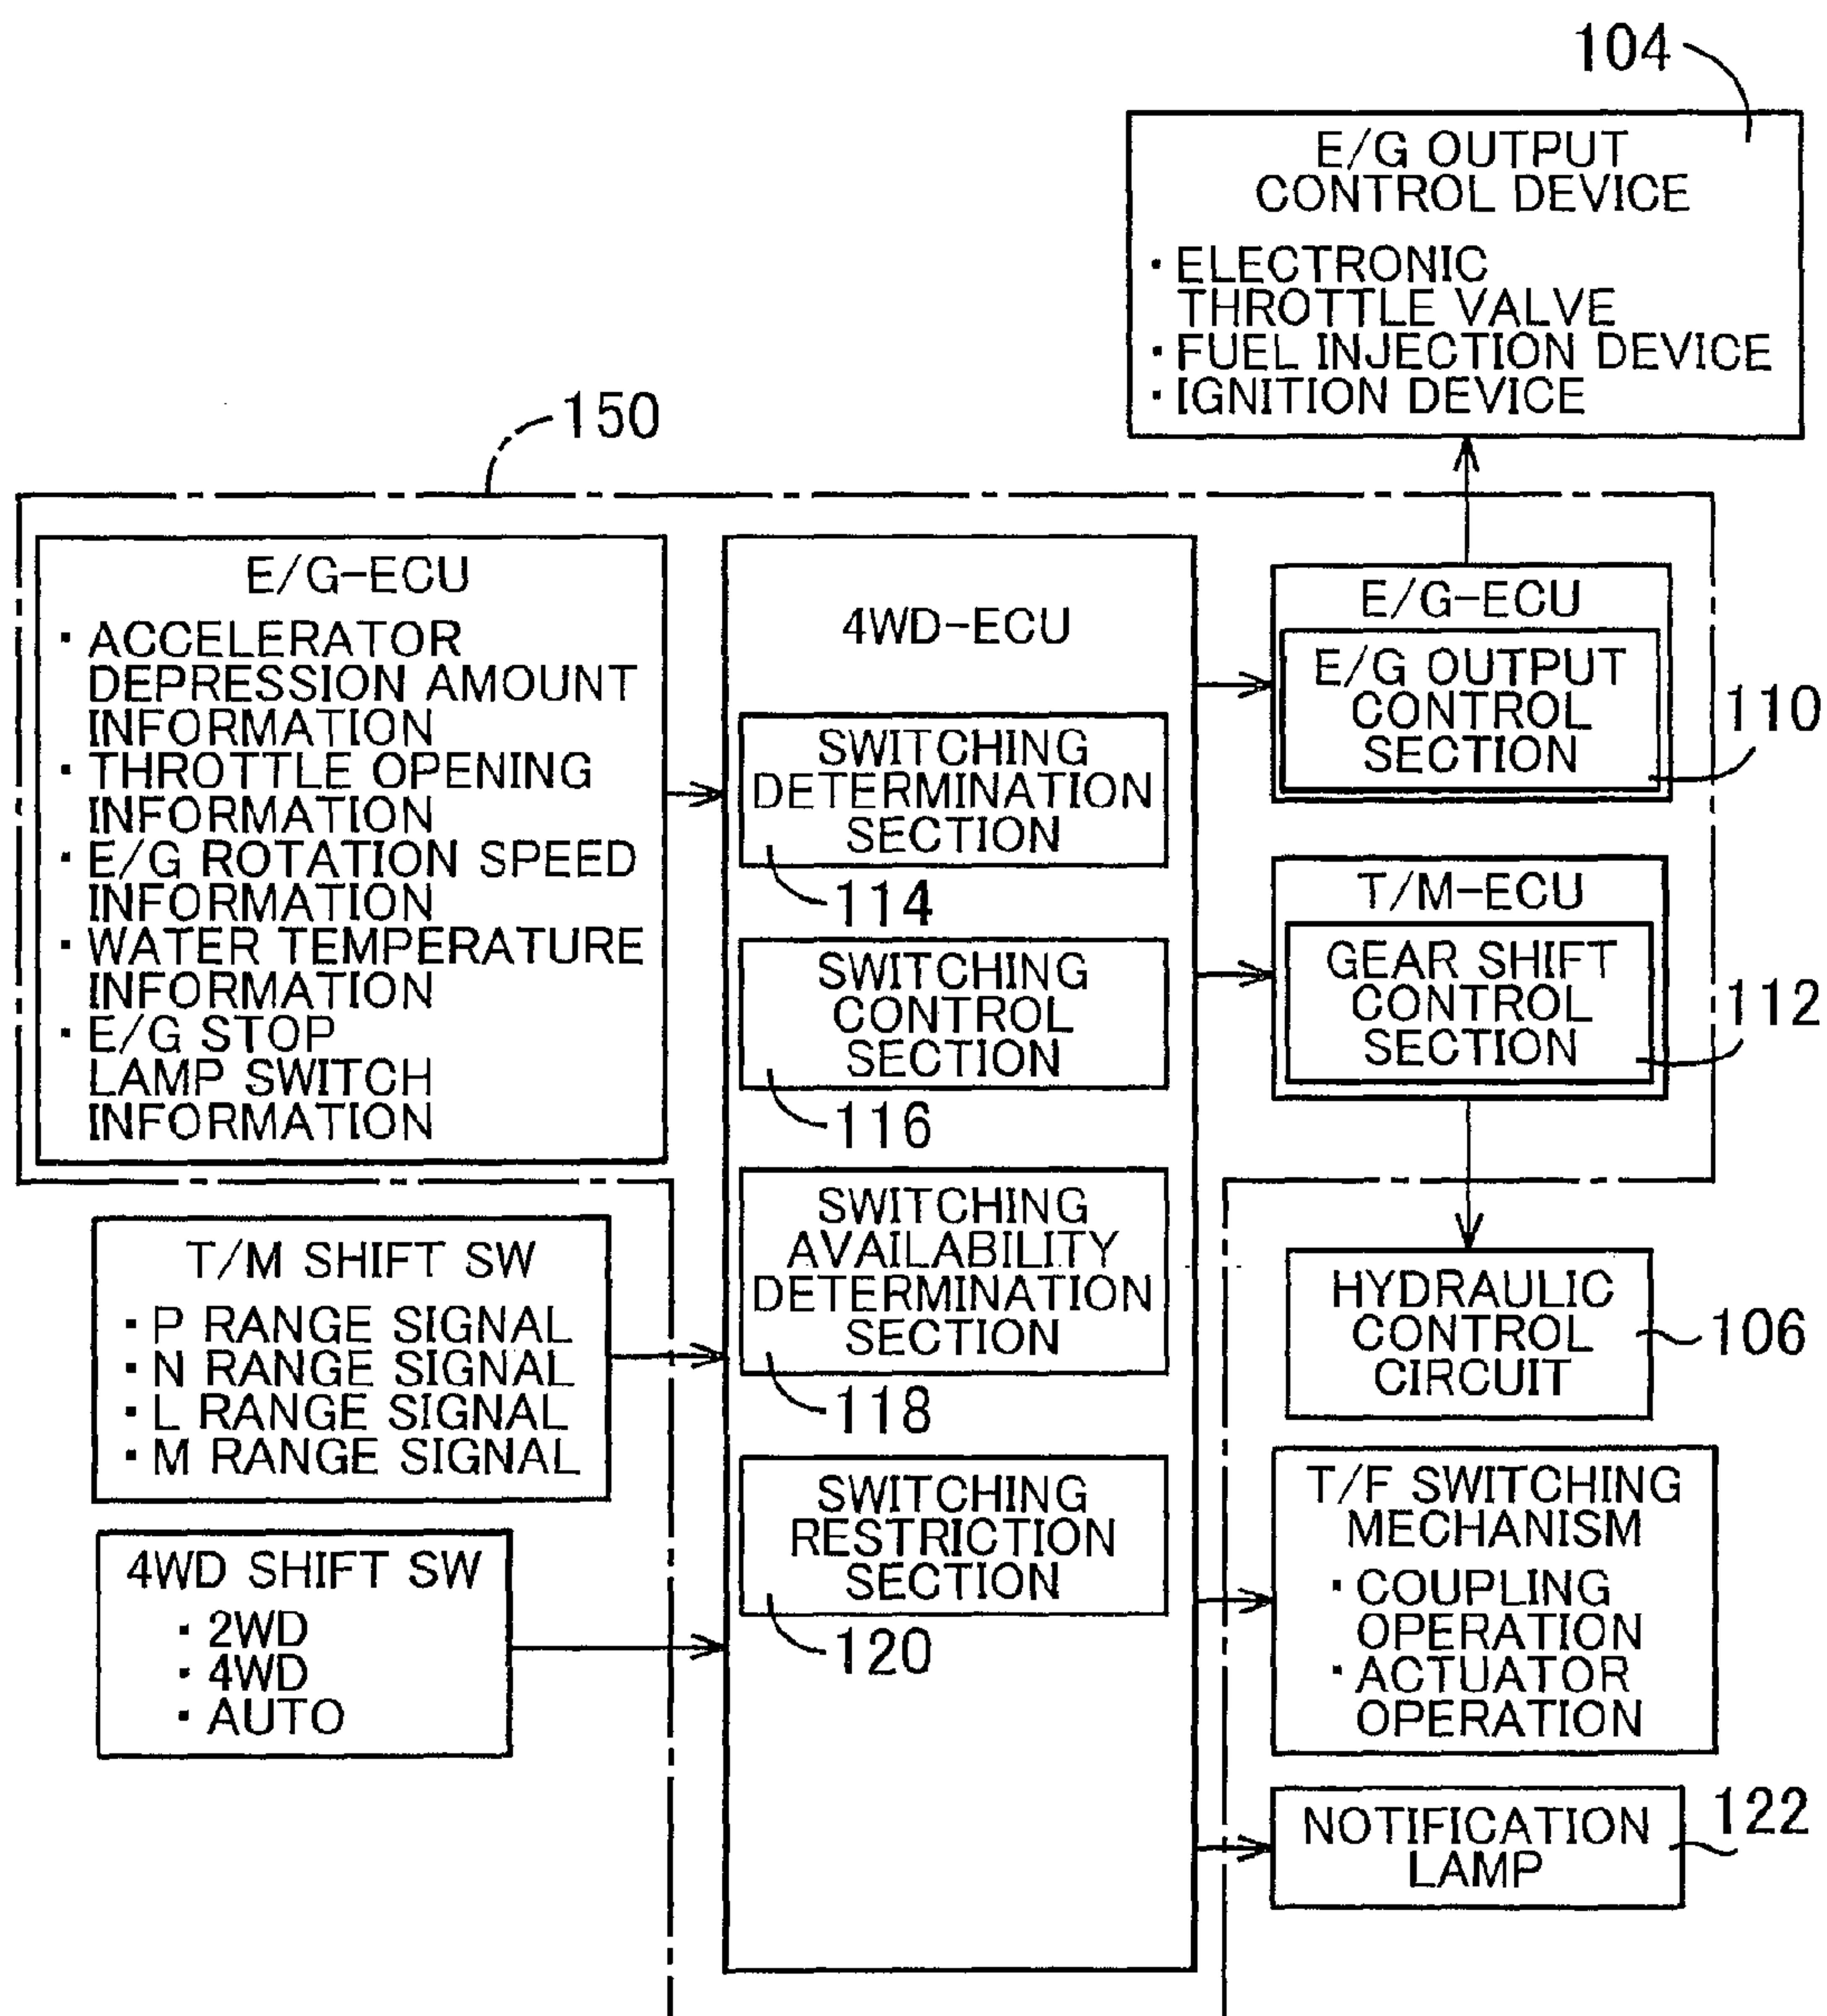 104
E/G OUTPUT
CONTROL DEVICE
・ELECTRONIC
THROTTLE VALVE
・FUEL INJECTION DEVICE
・IGNITION DEVICE
150
E/G-ECU
・ACCELERATOR
DEPRESSION AMOUNT
INFORMATION
・THROTTLE OPENING
INFORMATION
・E/G ROTATION SPEED
INFORMATION
・WATER TEMPERATURE
INFORMATION
・E/G STOP
LAMP SWITCH
INFORMATION
T/M SHIFT SW
・P RANGE SIGNAL
・N RANGE SIGNAL
・L RANGE SIGNAL
・M RANGE SIGNAL
4WD SHIFT SW
・2WD
・4WD
・AUTO
4WD-ECU
SWITCHING
DETERMINATION
SECTION
114
SWITCHING
CONTROL
SECTION
116
SWITCHING
AVAILABILITY
DETERMINATION
SECTION
118
SWITCHING
RESTRICTION
SECTION
120
E/G-ECU
E/G OUTPUT
CONTROL
SECTION
110
T/M-ECU
GEAR SHIFT
CONTROL
SECTION
112
HYDRAULIC
CONTROL
CIRCUIT
106
T/F SWITCHING
MECHANISM
・COUPLING
OPERATION
・ACTUATOR
OPERATION
NOTIFICATION
LAMP
122